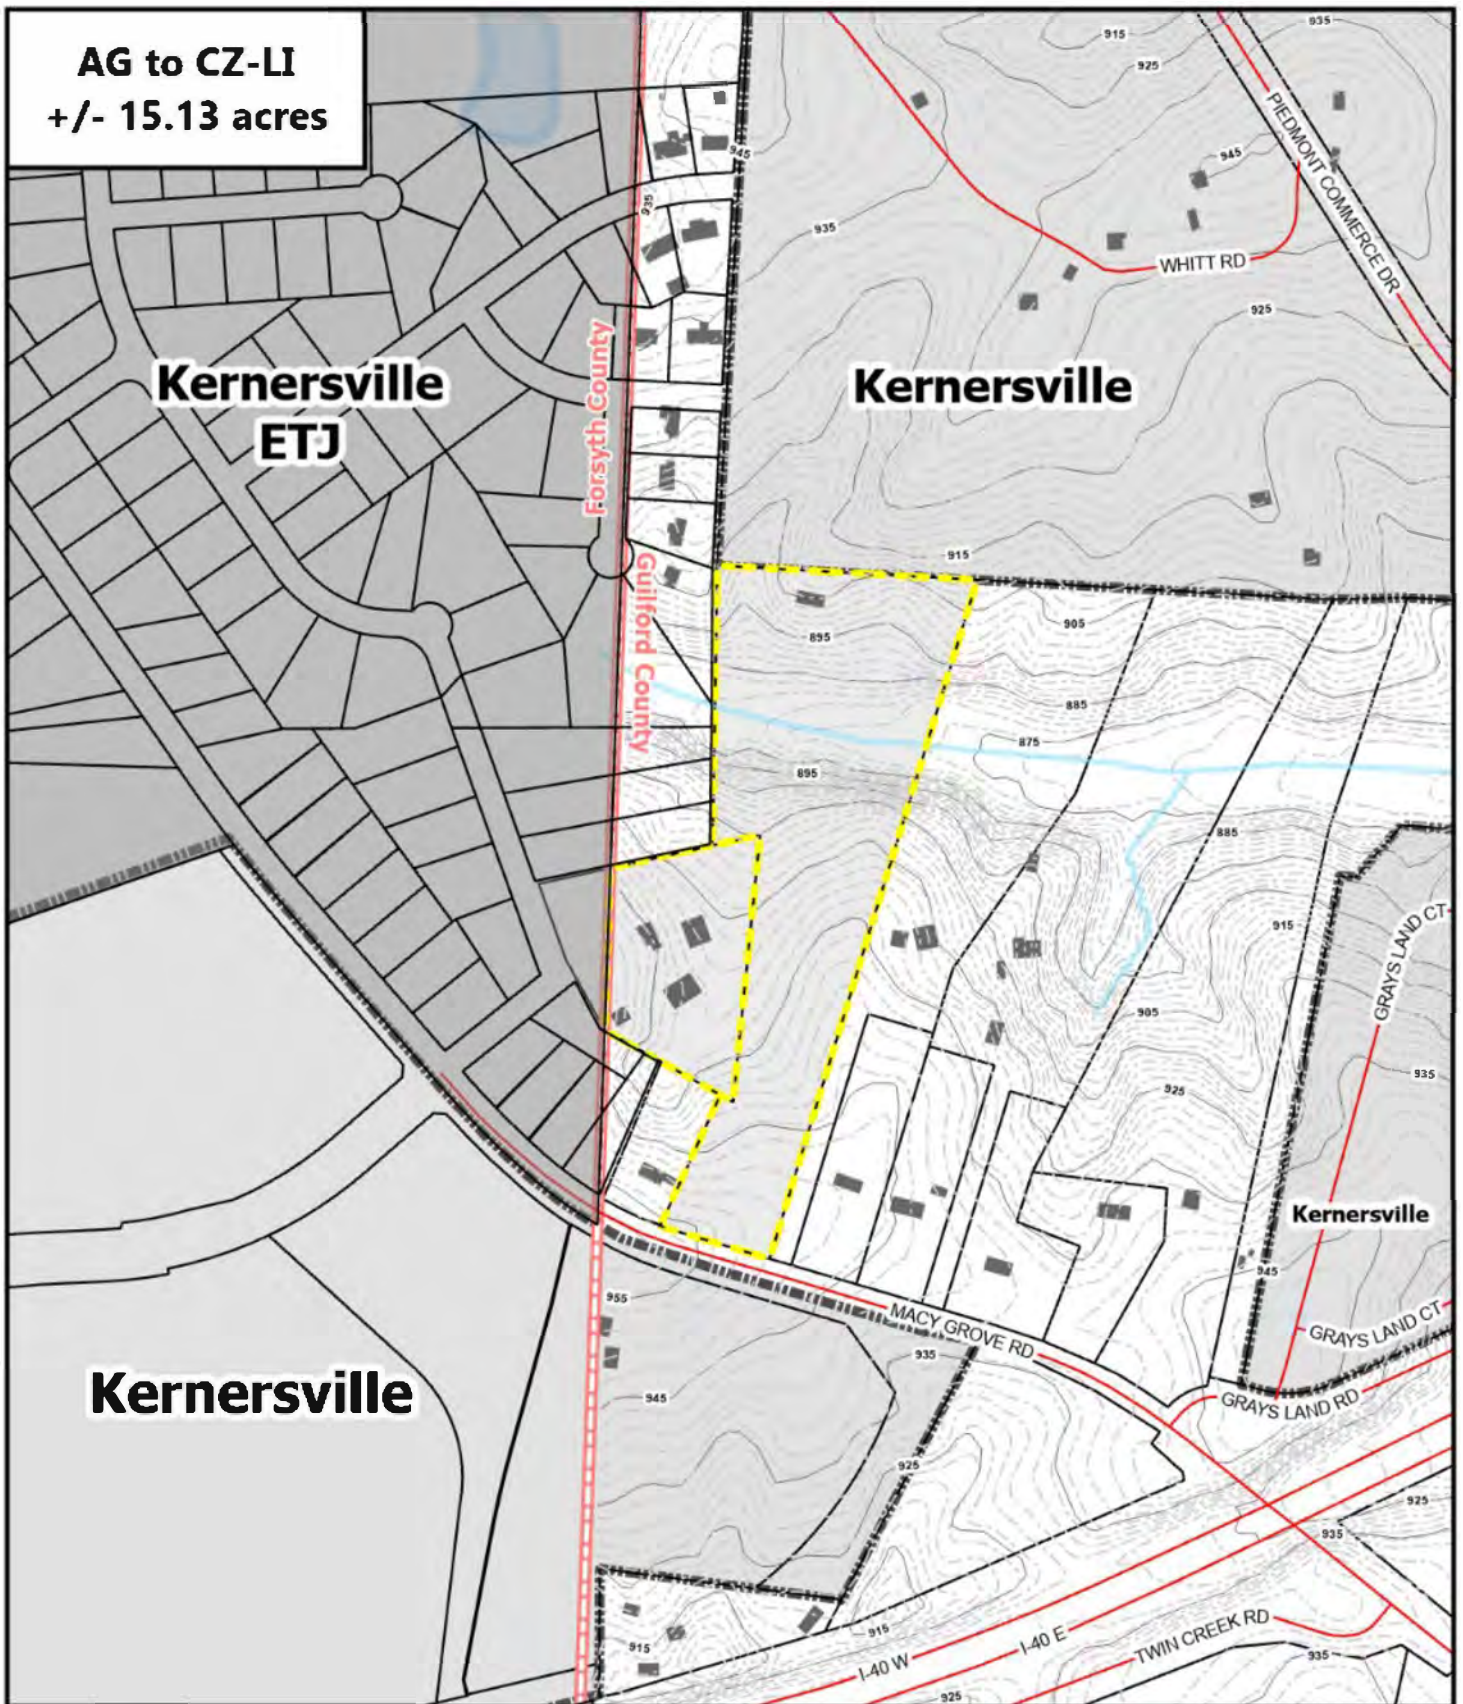 AG to CZ-LI
+/- 15.13 acres
935
915
925
PIEDMONT COMMERCE DR
945
945
935
935
WHITT RD
925
Kernersville
ETJ
Kernersville
Forsyth County
Guilford County
915
905
895
885
875
895
885
915
GRAYS LAND CT
905
935
925
Kernersville
945
955
MACY GROVE RD
GRAYS LAND CT
935
GRAYS LAND RD
Kernersville
945
925
925
935
915
915
I-40 E
TWIN CREEK RD
I-40 W
935
925